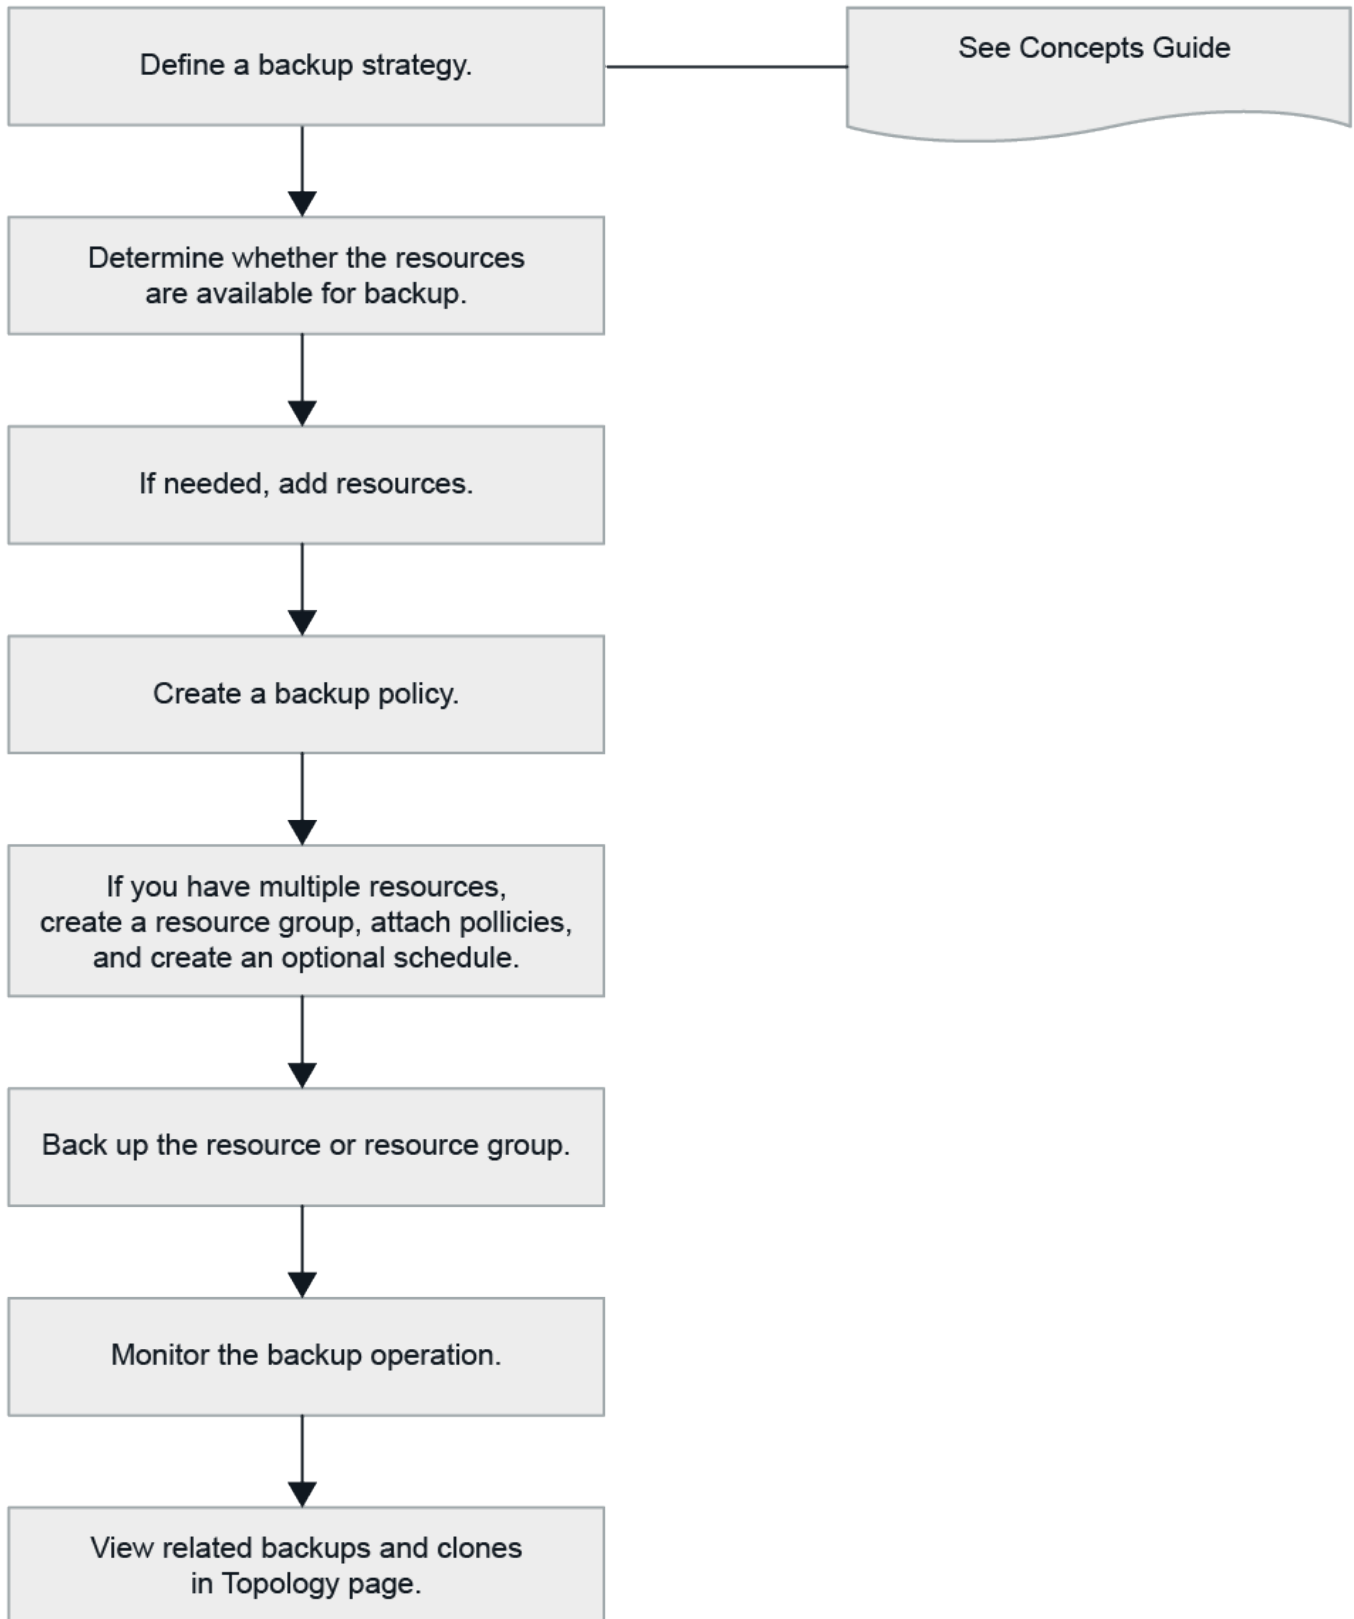 Define a backup strategy.
See Concepts Guide
Determine whether the resources
are available for backup.
If needed, add resources.
Create a backup policy.
If you have multiple resources,
create a resource group, attach pollicies,
and create an optional schedule.
Back up the resource or resource group.
Monitor the backup operation.
View related backups and clones
in Topology page.